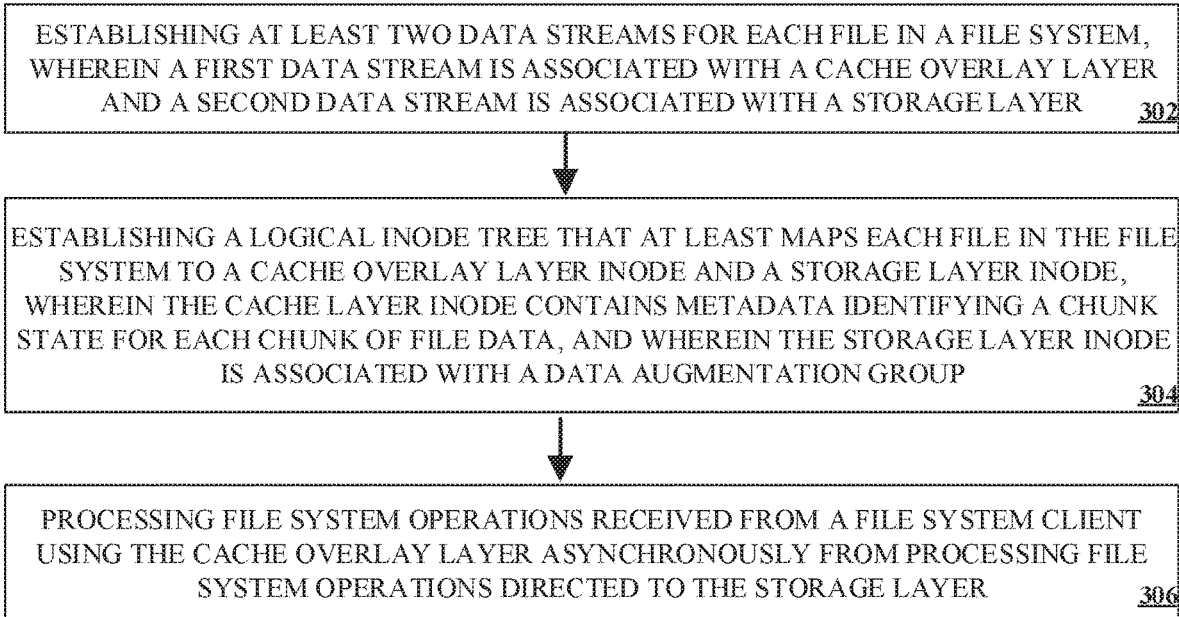 ESTABLISHING AT LEAST TWO DATA STREAMS FOR EACH FILE IN A FILE SYSTEM,
WHEREIN A FIRST DATA STREAM IS ASSOCIATED WITH A CACHE OVERLAY LAYER
AND A SECOND DATA STREAM IS ASSOCIATED WITH A STORAGE LAYER
302
ESTABLISHING A LOGICAL INODE TREE THAT AT LEAST MAPS EACH FILE IN THE FILE
SYSTEM TO A CACHE OVERLAY LAYER INODE AND A STORAGE LAYER INODE,
WHEREIN THE CACHE LAYER INODE CONTAINS METADATA IDENTIFYING A CHUNK
STATE FOR EACH CHUNK OF FILE DATA, AND WHEREIN THE STORAGE LAYER INODE
IS ASSOCIATED WITH A DATA AUGMENTATION GROUP
304
PROCESSING FILE SYSTEM OPERATIONS RECEIVED FROM A FILE SYSTEM CLIENT
USING THE CACHE OVERLAY LAYER ASYNCHRONOUSLY FROM PROCESSING FILE
SYSTEM OPERATIONS DIRECTED TO THE STORAGE LAYER
306